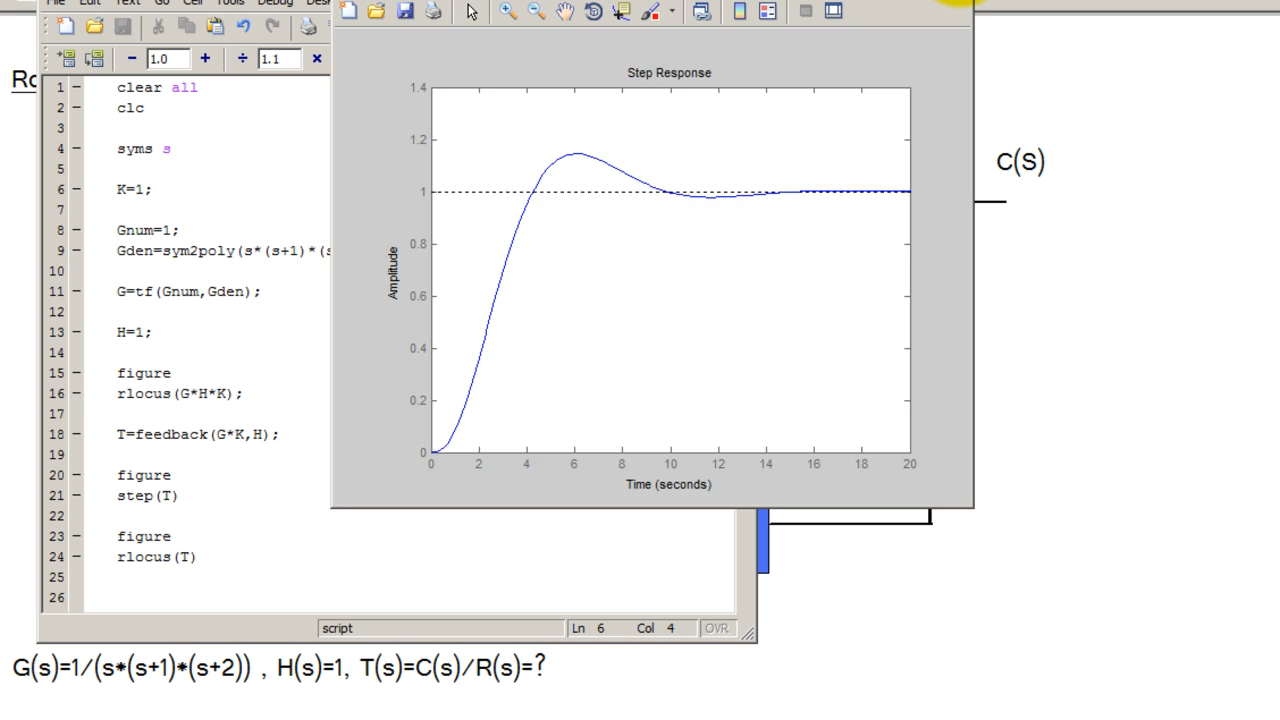 File Edit Text Go Cell Tools Debug Des
1.0
1.1
1 clear all
2 clc
3
4 syms s
5
6 K=1;
7
8 Gnum=1;
9 Gden=sym2poly(s*(s+1)*(s
10
11 G=tf(Gnum,Gden);
12
13 H=1;
14
15 figure
16 rlocus(G*H*K);
17
18 T=feedback(G*K,H);
19
20 figure
21 step(T)
22
23 figure
24 rlocus(T)
25
26
script Ln 6 Col 4 OVR
Step Response
1.4
1.2
1
0.8
0.6
0.4
0.2
0
Amplitude
0 2 4 6 8 10 12 14 16 18 20
Time (seconds)
C(S)
G(s)=1/(s*(s+1)*(s+2)) , H(s)=1, T(s)=C(s)/R(s)=?